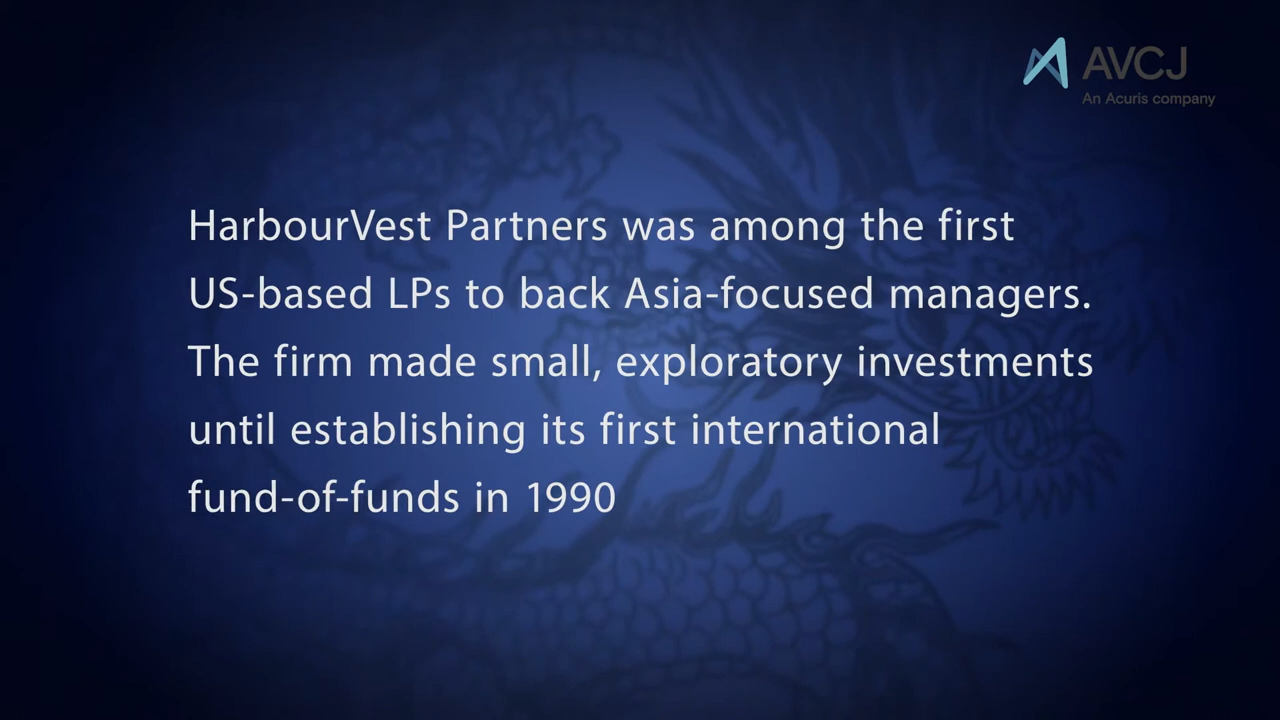 AVCJ
An Acuris company
HarbourVest Partners was among the first
US-based LPs to back Asia-focused managers.
The firm made small, exploratory investments
until establishing its first international
fund-of-funds in 1990